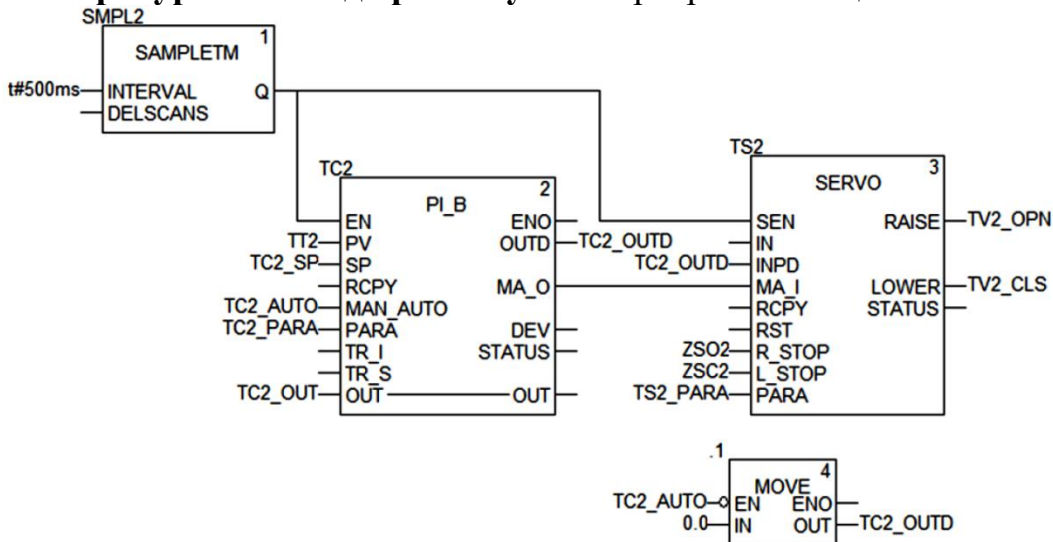 SMPL2
1
SAMPLETM
t#500ms INTERVAL Q
DELSCANS
TC2
2
PI_B
EN ENO
TT2 PV OUTD TC2_OUTD
TC2_SP SP
RCPY MA_O
TC2_AUTO MAN_AUTO
TC2_PARA PARA DEV
TR_I STATUS
TR_S
TC2_OUT OUT OUT
TS2
3
SERVO
SEN RAISE TV2_OPN
IN
TC2_OUTD INPD
MA_I LOWER TV2_CLS
RCPY STATUS
RST
ZSO2 R_STOP
ZSC2 L_STOP
TS2_PARA PARA
.1
4
MOVE
TC2_AUTO EN ENO
0.0 IN OUT TC2_OUTD